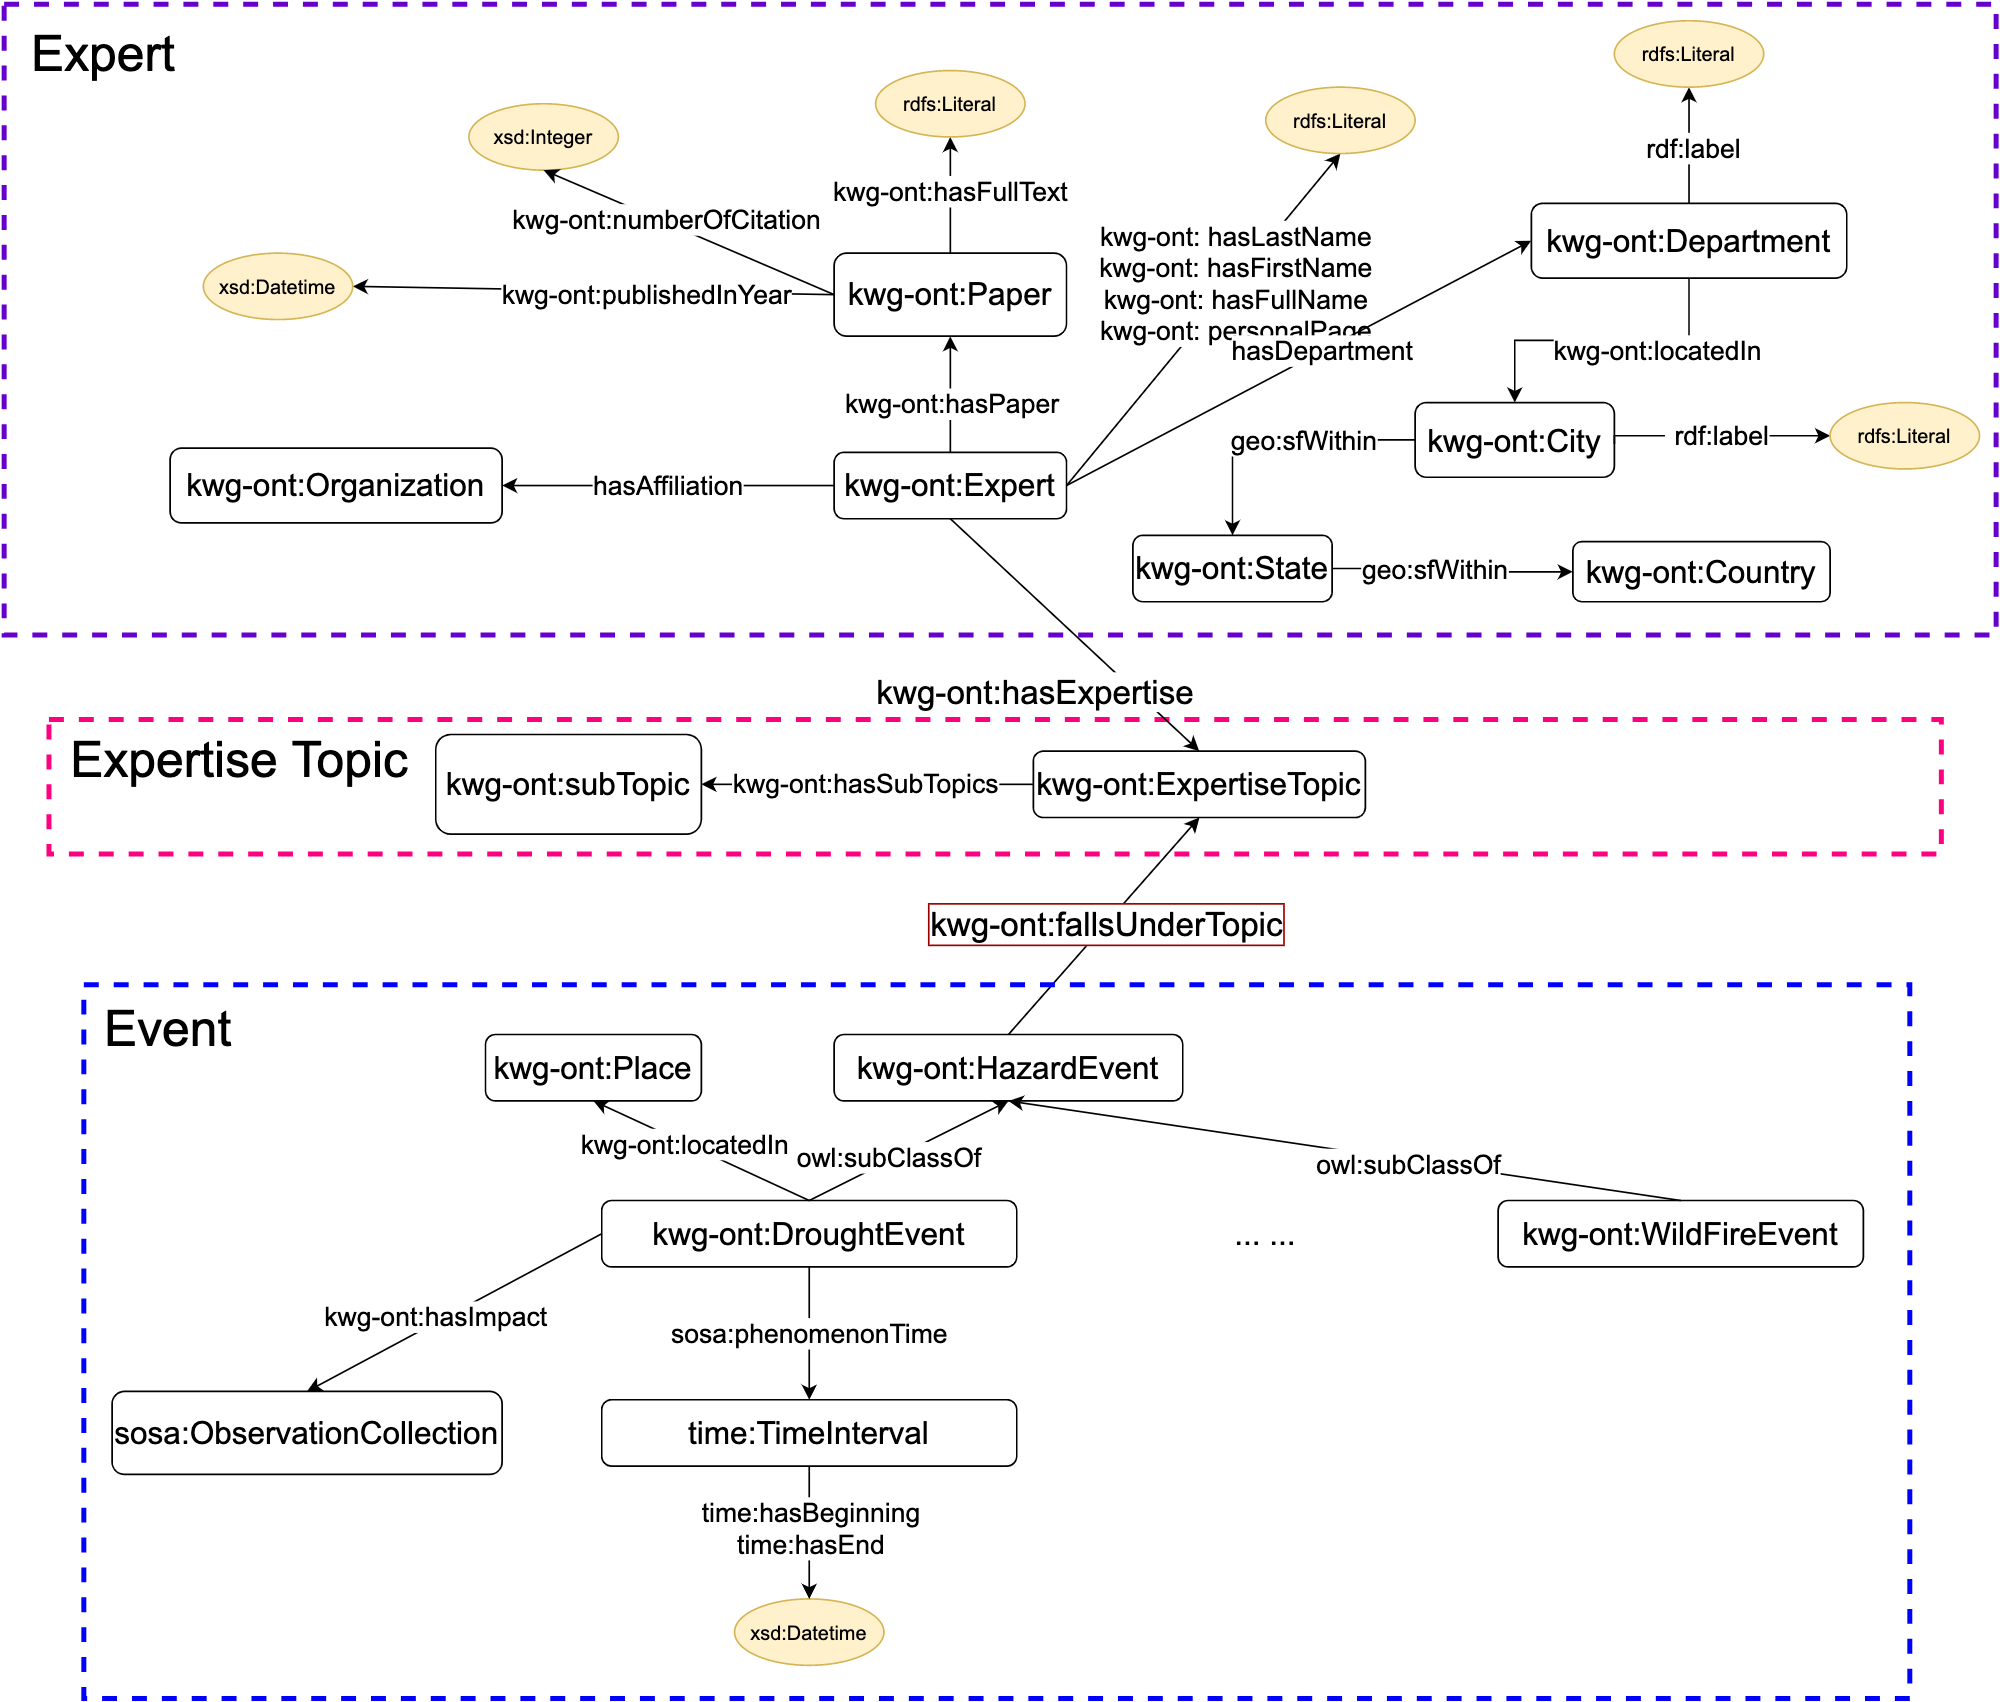 Expert
rdfs:Literal
rdfs:Literal
rdfs:Literal
xsd:Integer
rdf:label
kwg-ont:hasFullText
kwg-ont:numberOfCitation
kwg-ont: hasLastName
kwg-ont: hasFirstName
kwg-ont: hasFullName
kwg-ont: personalPage
kwg-ont:Department
xsd:Datetime
kwg-ont:publishedInYear
kwg-ont:Paper
hasDepartment
kwg-ont:locatedIn
kwg-ont:hasPaper
geo:sfWithin
kwg-ont:City
rdf:label
rdfs:Literal
kwg-ont:Organization
hasAffiliation
kwg-ont:Expert
kwg-ont:State
geo:sfWithin
kwg-ont:Country
kwg-ont:hasExpertise
Expertise Topic
kwg-ont:subTopic
kwg-ont:hasSubTopics
kwg-ont:ExpertiseTopic
kwg-ont:fallsUnderTopic
Event
kwg-ont:Place
kwg-ont:HazardEvent
kwg-ont:locatedIn
owl:subClassOf
owl:subClassOf
kwg-ont:DroughtEvent
... ...
kwg-ont:WildFireEvent
kwg-ont:hasImpact
sosa:phenomenonTime
sosa:ObservationCollection
time:TimeInterval
time:hasBeginning
time:hasEnd
xsd:Datetime